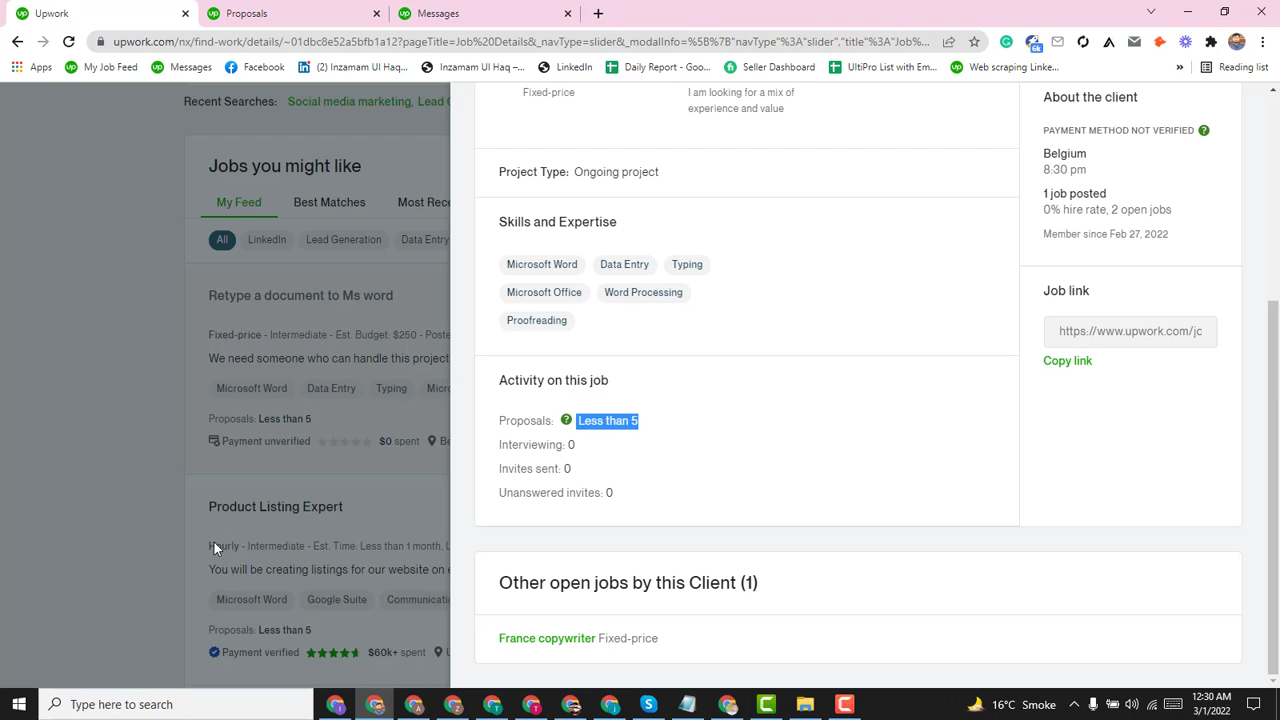 Upwork
Proposals
Messages
upwork.com/nx/find-work/details/~01dbc8e52a5bfb1a12?pageTitle=Job%20Details&_navType=slider&_modalInfo=%5B%7B"navType"%3A"slider","title"%3A"Job%...
6k
Apps
My Job Feed
Messages
Facebook
(2) Inzamam Ul Haq...
Inzamam Ul Haq –...
LinkedIn
Daily Report - Goo...
Seller Dashboard
UltiPro List with Em...
Web scraping Linke...
»
Reading list
Recent Searches: Social media marketing, Lead
Jobs you might like
My Feed
Best Matches
Most Rece
All
LinkedIn
Lead Generation
Data Entry
Retype a document to Ms word
Fixed-price - Intermediate - Est. Budget: $250 - Poste
We need someone who can handle this project
Microsoft Word
Data Entry
Typing
Micro
Proposals: Less than 5
Payment unverified
$0 spent
Be
Product Listing Expert
Hourly - Intermediate - Est. Time: Less than 1 month, L
You will be creating listings for our website on e
Microsoft Word
Google Suite
Communicatio
Proposals: Less than 5
Payment verified
$60k+ spent
U
Fixed-price
I am looking for a mix of
experience and value
Project Type: Ongoing project
Skills and Expertise
Microsoft Word
Data Entry
Typing
Microsoft Office
Word Processing
Proofreading
Activity on this job
Proposals: ? Less than 5
Interviewing: 0
Invites sent: 0
Unanswered invites: 0
Other open jobs by this Client (1)
France copywriter Fixed-price
About the client
PAYMENT METHOD NOT VERIFIED ?
Belgium
8:30 pm
1 job posted
0% hire rate, 2 open jobs
Member since Feb 27, 2022
Job link
https://www.upwork.com/jo
Copy link
Type here to search
16°C Smoke
12:30 AM
3/1/2022